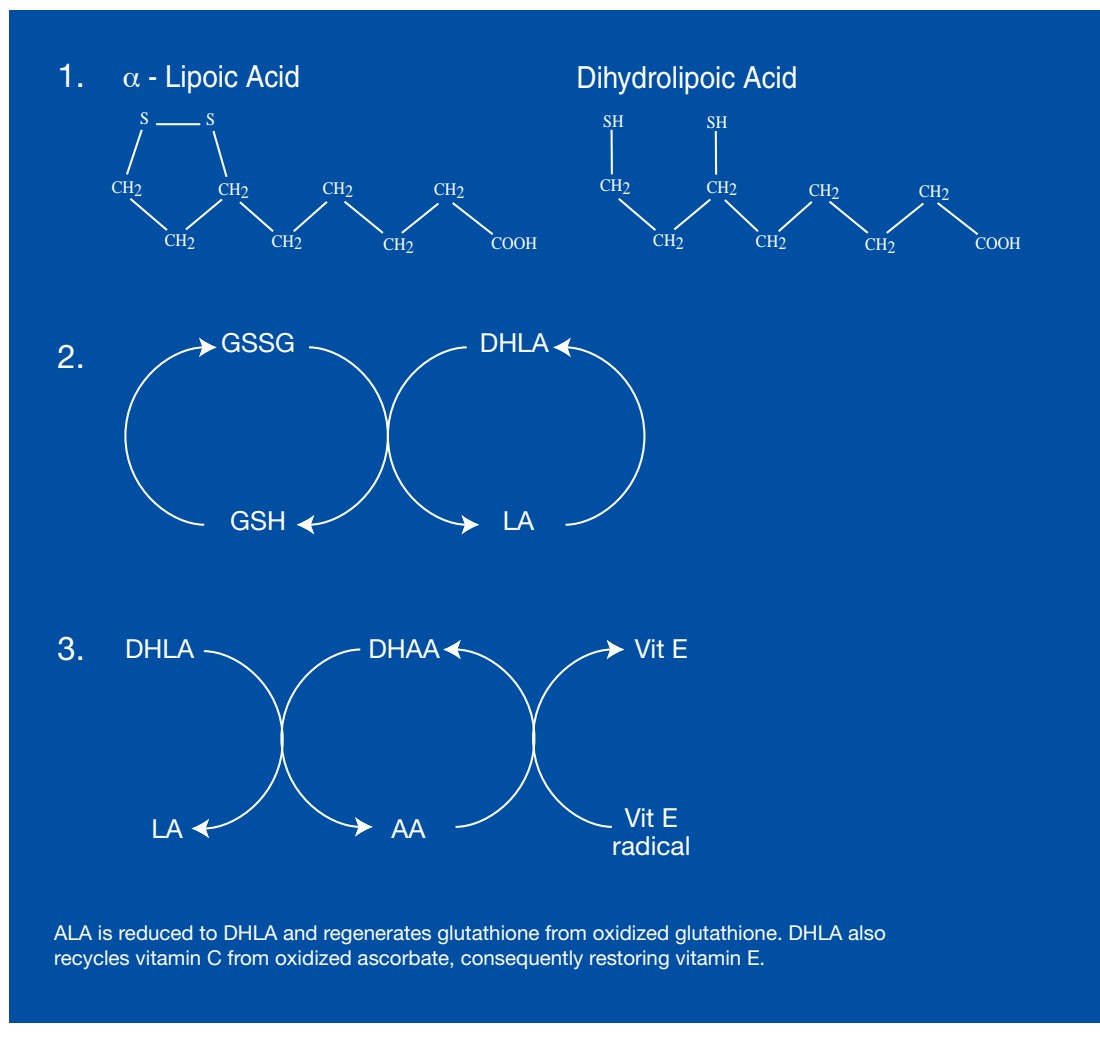 1. α - Lipoic Acid
Dihydrolipoic Acid
S S
CH2 CH2 CH2 CH2
CH2 CH2 CH2 COOH
SH SH
CH2 CH2 CH2 CH2
CH2 CH2 CH2 COOH
2. GSSG DHLA
GSH LA
3. DHLA DHAA Vit E
LA AA Vit E
radical
ALA is reduced to DHLA and regenerates glutathione from oxidized glutathione. DHLA also
recycles vitamin C from oxidized ascorbate, consequently restoring vitamin E.